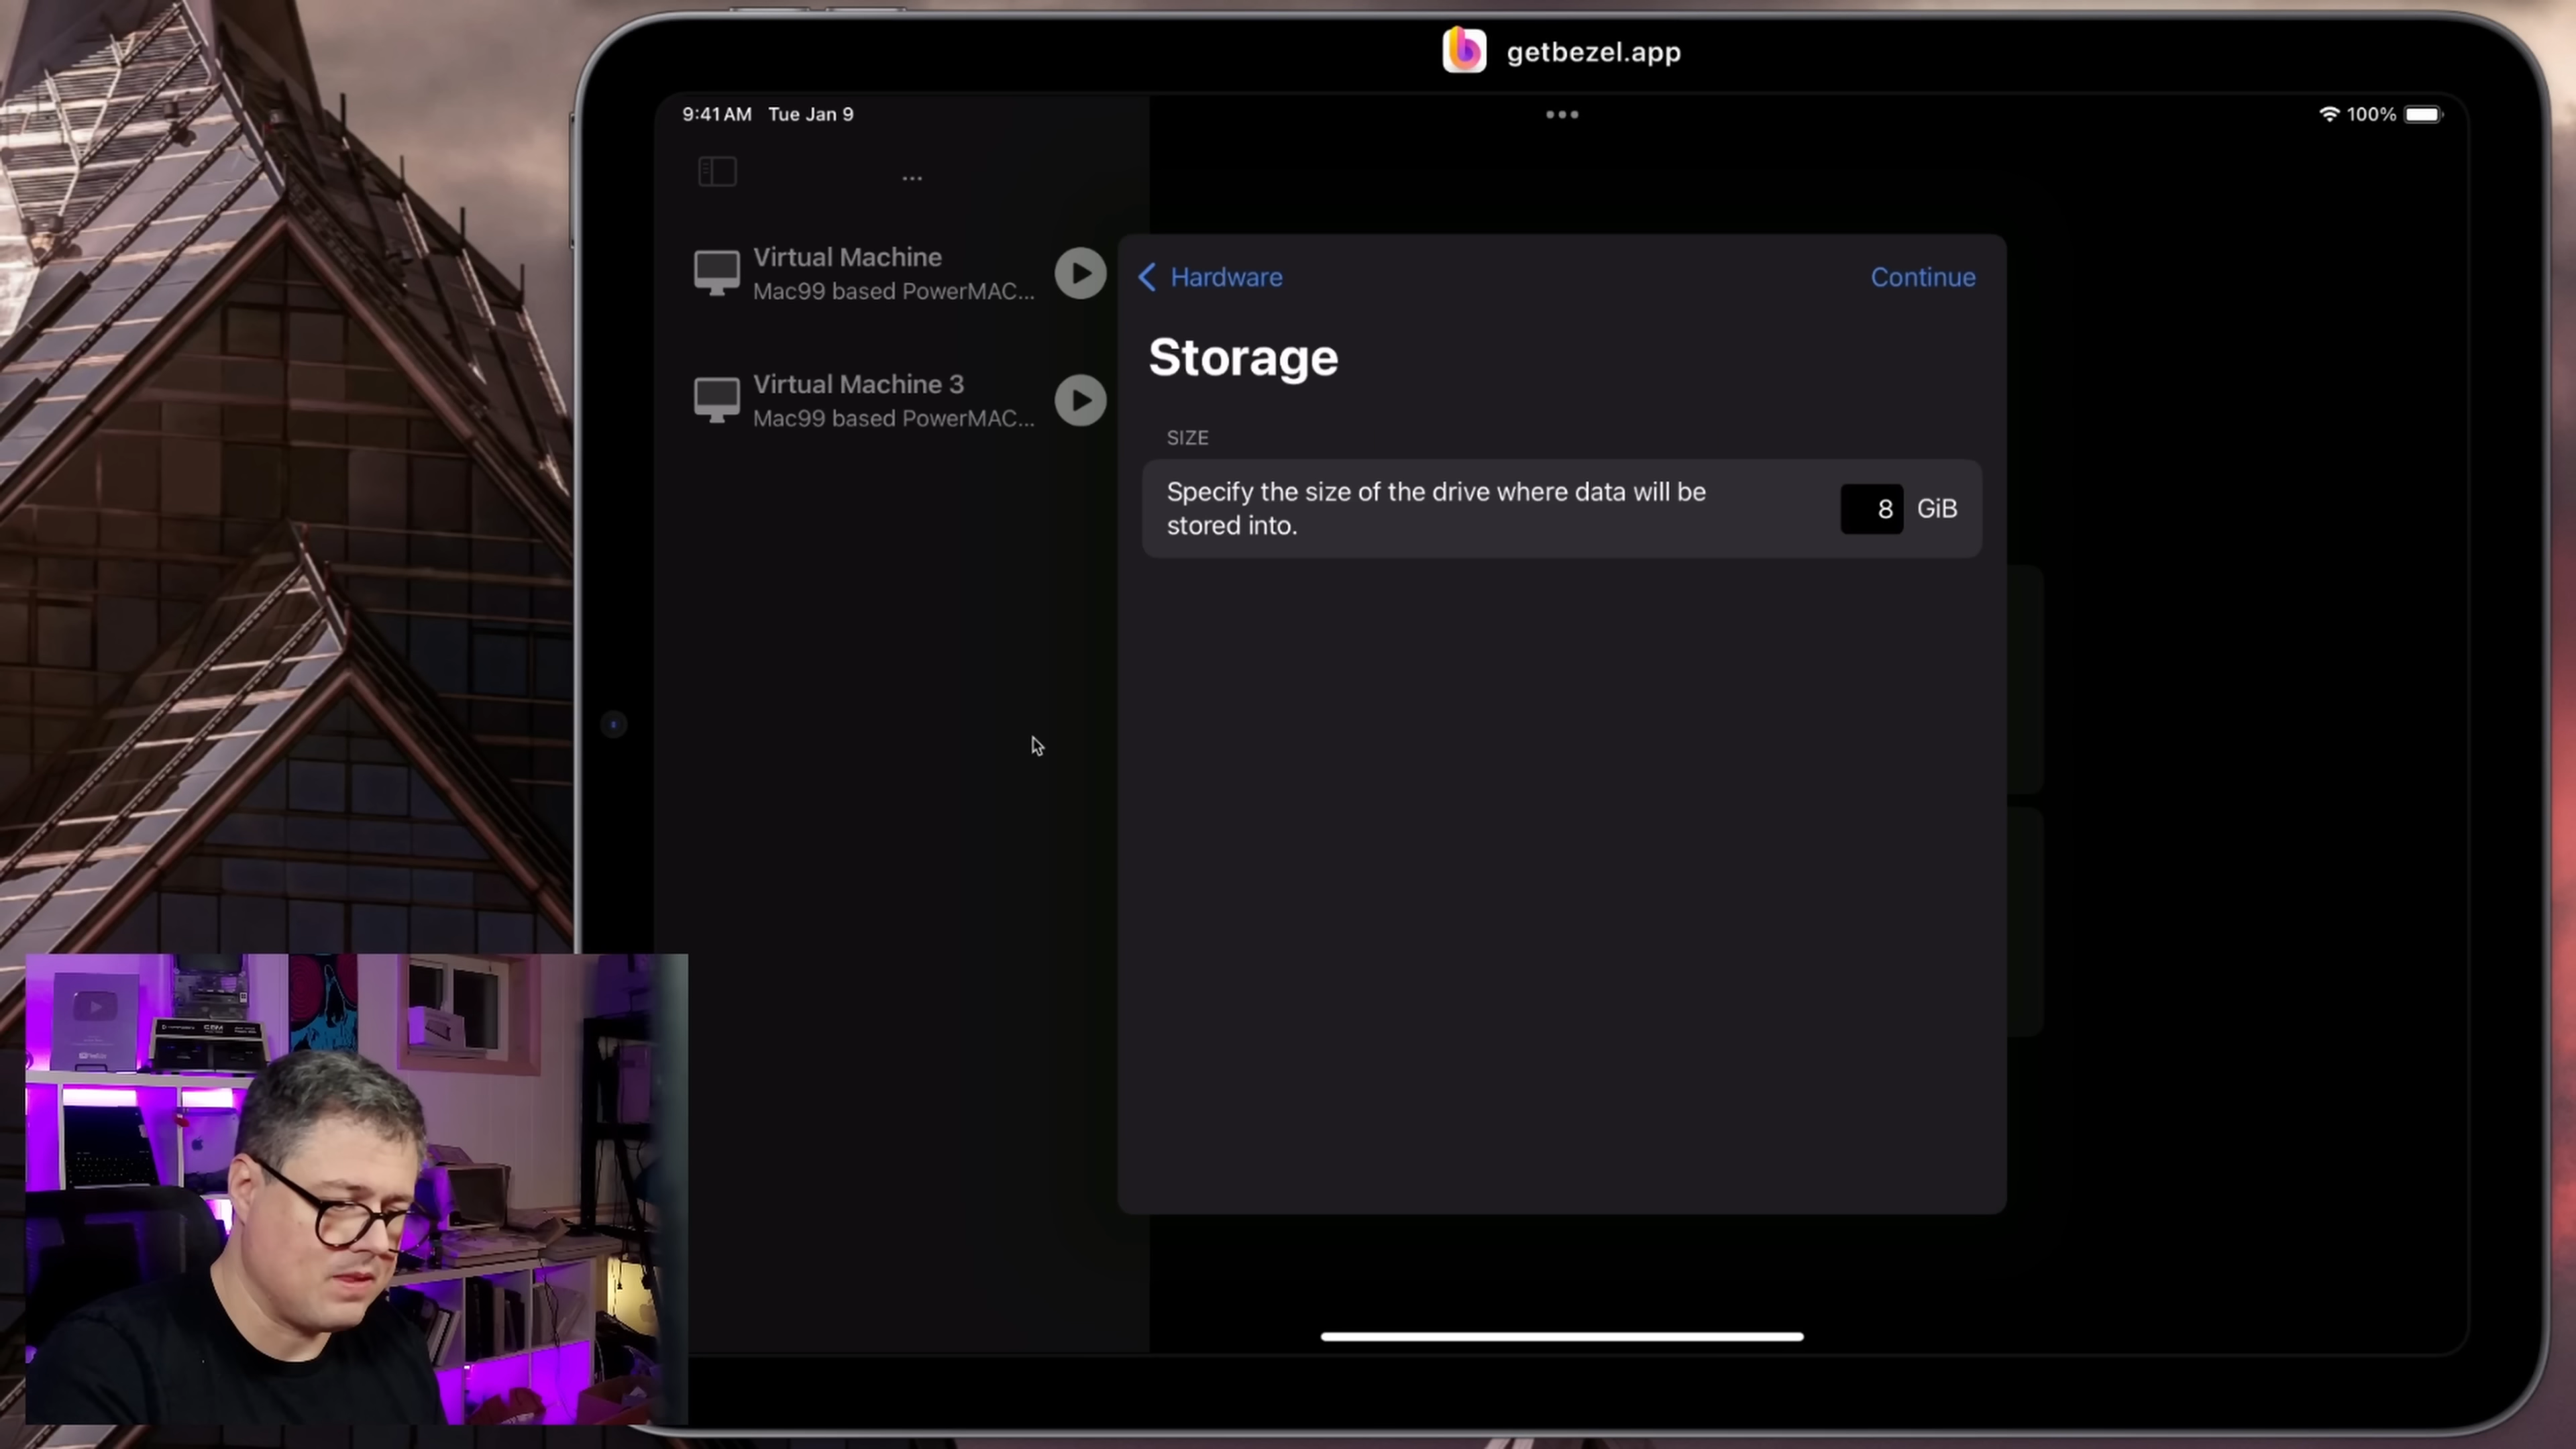 getbezel.app
9:41 AM Tue Jan 9
100%
...
Virtual Machine
Mac99 based PowerMAC...
Virtual Machine 3
Mac99 based PowerMAC...
Hardware
Continue
Storage
SIZE
Specify the size of the drive where data will be
stored into.
8 GiB
CBM